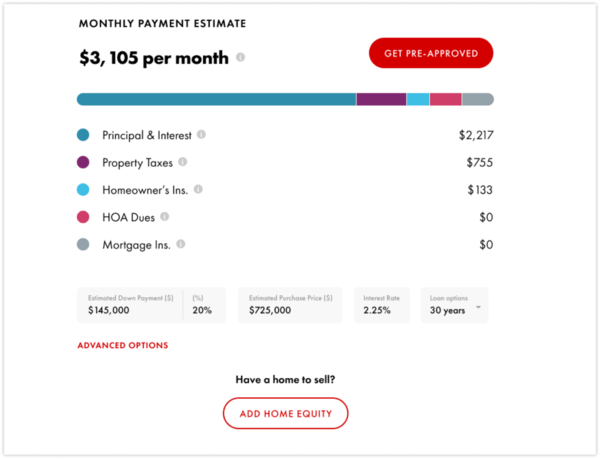 MONTHLY PAYMENT ESTIMATE
$3, 105 per month
GET PRE-APPROVED
Principal & Interest $2,217
Property Taxes $755
Homeowner's Ins. $133
HOA Dues $0
Mortgage Ins. $0
Estimated Down Payment ($) (%) Estimated Purchase Price ($) Interest Rate Loan options
$145,000 20% $725,000 2.25% 30 years
ADVANCED OPTIONS
Have a home to sell?
ADD HOME EQUITY